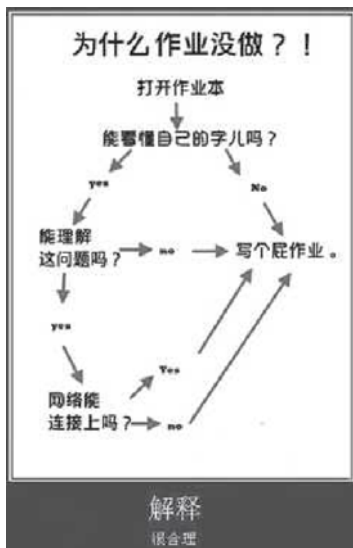 为什么作业没做？！
打开作业本
能看懂自己的字儿吗？
yes
No
能理解
这问题吗？
no
写个屁作业。
yes
Yes
网络能
连接上吗？
no
解释
很合理